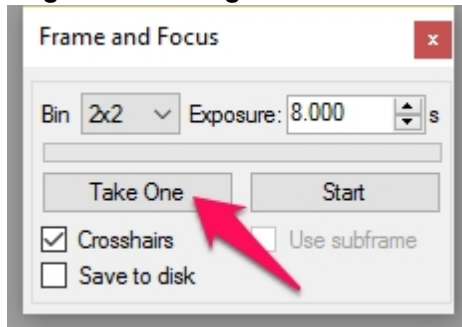 Frame and Focus x
Bin 2x2 Exposure: 8.000 s
Take One Start
Crosshairs Use subframe
Save to disk